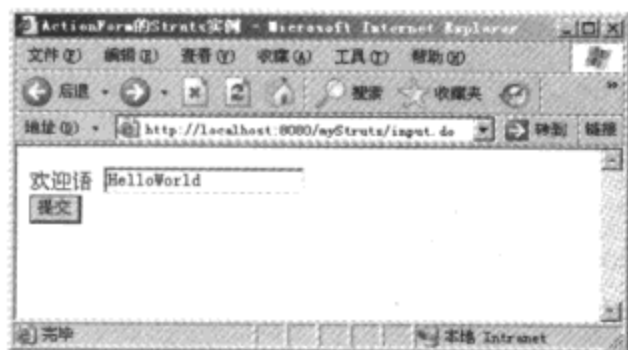 ActionForm的Struts实例 - Microsoft Internet Explorer
文件(F) 编辑(E) 查看(V) 收藏(A) 工具(T) 帮助(H)
后退 搜索 收藏夹
地址(D) http://localhost:8080/myStruts/input.do 转到 链接
欢迎语 HelloWorld
提交
完毕 本地 Intranet